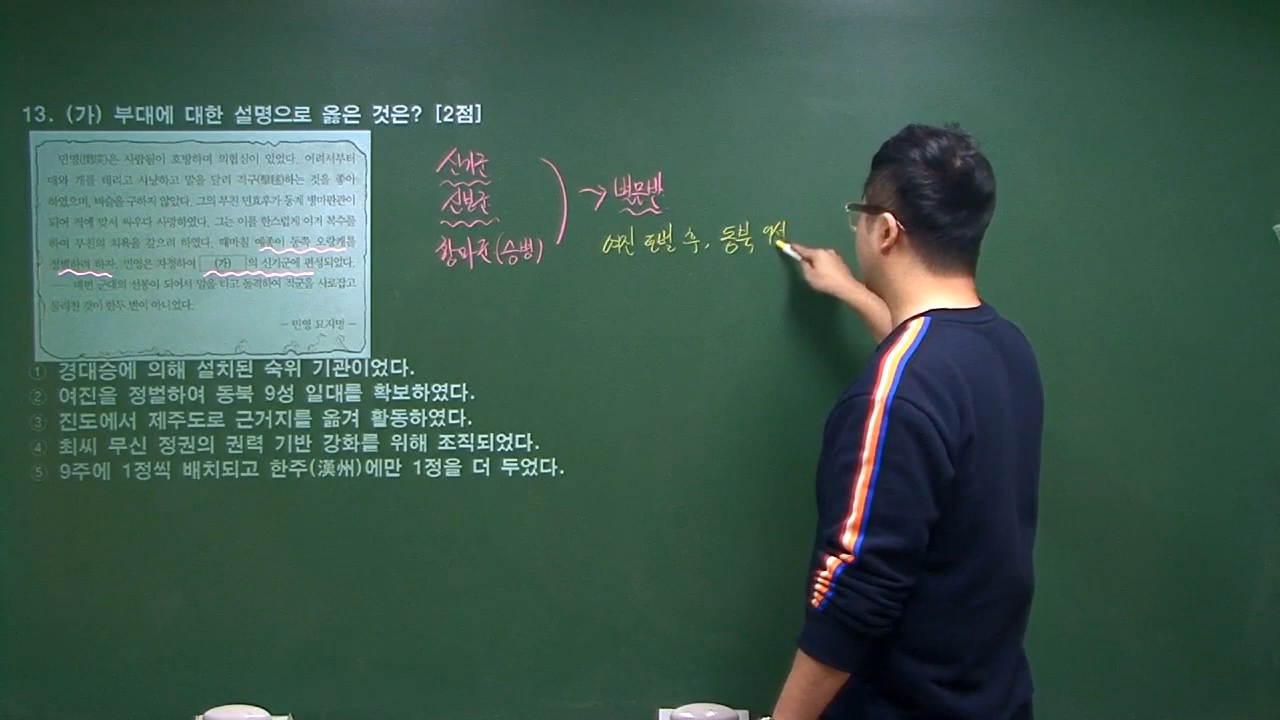 13. (가) 부대에 대한 설명으로 옳은 것은? [2점]
민영(閔瑛)은 사람됨이 호방하며 의협심이 있었다. 어려서부터
매와 개를 데리고 사냥하고 말을 달려 격구(擊毬)하는 것을 좋아
하였으며, 벼슬을 구하지 않았다. 그의 부친 민효후가 동계 병마판관이
되어 적에 맞서 싸우다 사망하였다. 그는 이를 한스럽게 여겨 복수를
하여 부친의 치욕을 갚으려 하였다. 때마침 예종이 동쪽 오랑캐를
정벌하려 하자, 민영은 자청하여 (가) 의 신기군에 편성되었다.
…… 매번 군대의 선봉이 되어서 말을 타고 돌격하여 적군을 사로잡고
물리친 것이 한두 번이 아니었다.
- 민영 묘지명 -
① 경대승에 의해 설치된 숙위 기관이었다.
② 여진을 정벌하여 동북 9성 일대를 확보하였다.
③ 진도에서 제주도로 근거지를 옮겨 활동하였다.
④ 최씨 무신 정권의 권력 기반 강화를 위해 조직되었다.
⑤ 9주에 1정씩 배치되고 한주(漢州)에만 1정을 더 두었다.
신기군
신보군
항마군(승병)
→ 별무반
여진 토벌 후, 동북 9성